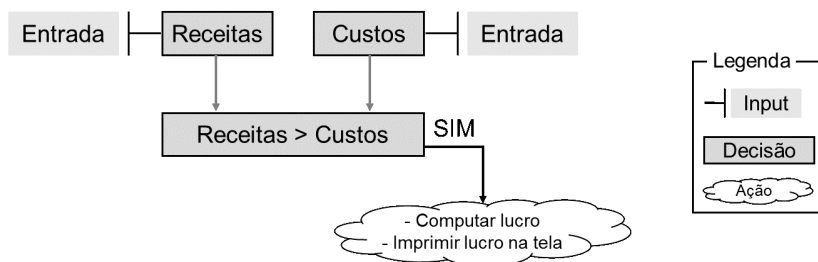 Entrada
Receitas
Custos
Entrada
Receitas > Custos
SIM
- Computar lucro
- Imprimir lucro na tela
Legenda
Input
Decisão
Ação